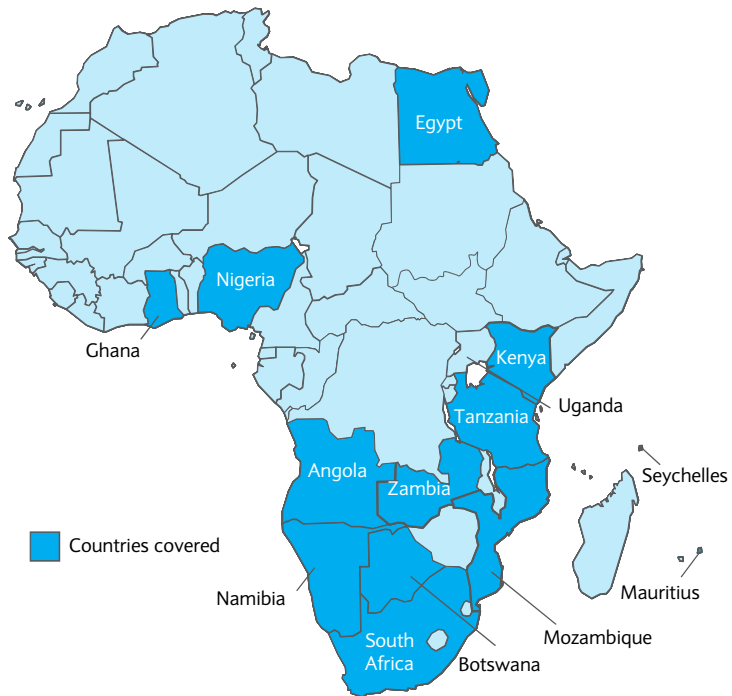 Egypt
Nigeria
Ghana
Kenya
Uganda
Tanzania
Seychelles
Angola
Zambia
Countries covered
Mauritius
Namibia
Mozambique
South
Africa
Botswana